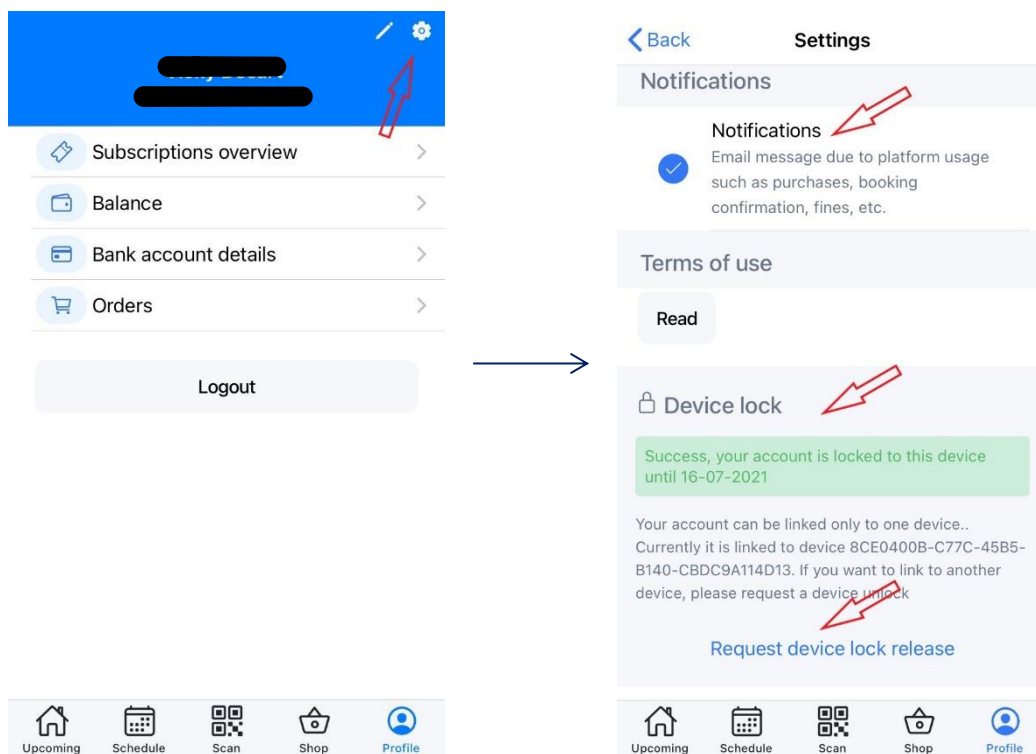 Subscriptions overview
Balance
Bank account details
Orders
Logout
Upcoming Schedule Scan Shop Profile
Back Settings
Notifications
Notifications
Email message due to platform usage
such as purchases, booking
confirmation, fines, etc.
Terms of use
Read
Device lock
Success, your account is locked to this device
until 16-07-2021
Your account can be linked only to one device..
Currently it is linked to device 8CE0400B-C77C-45B5-
B140-CBDC9A114D13. If you want to link to another
device, please request a device unlock
Request device lock release
Upcoming Schedule Scan Shop Profile